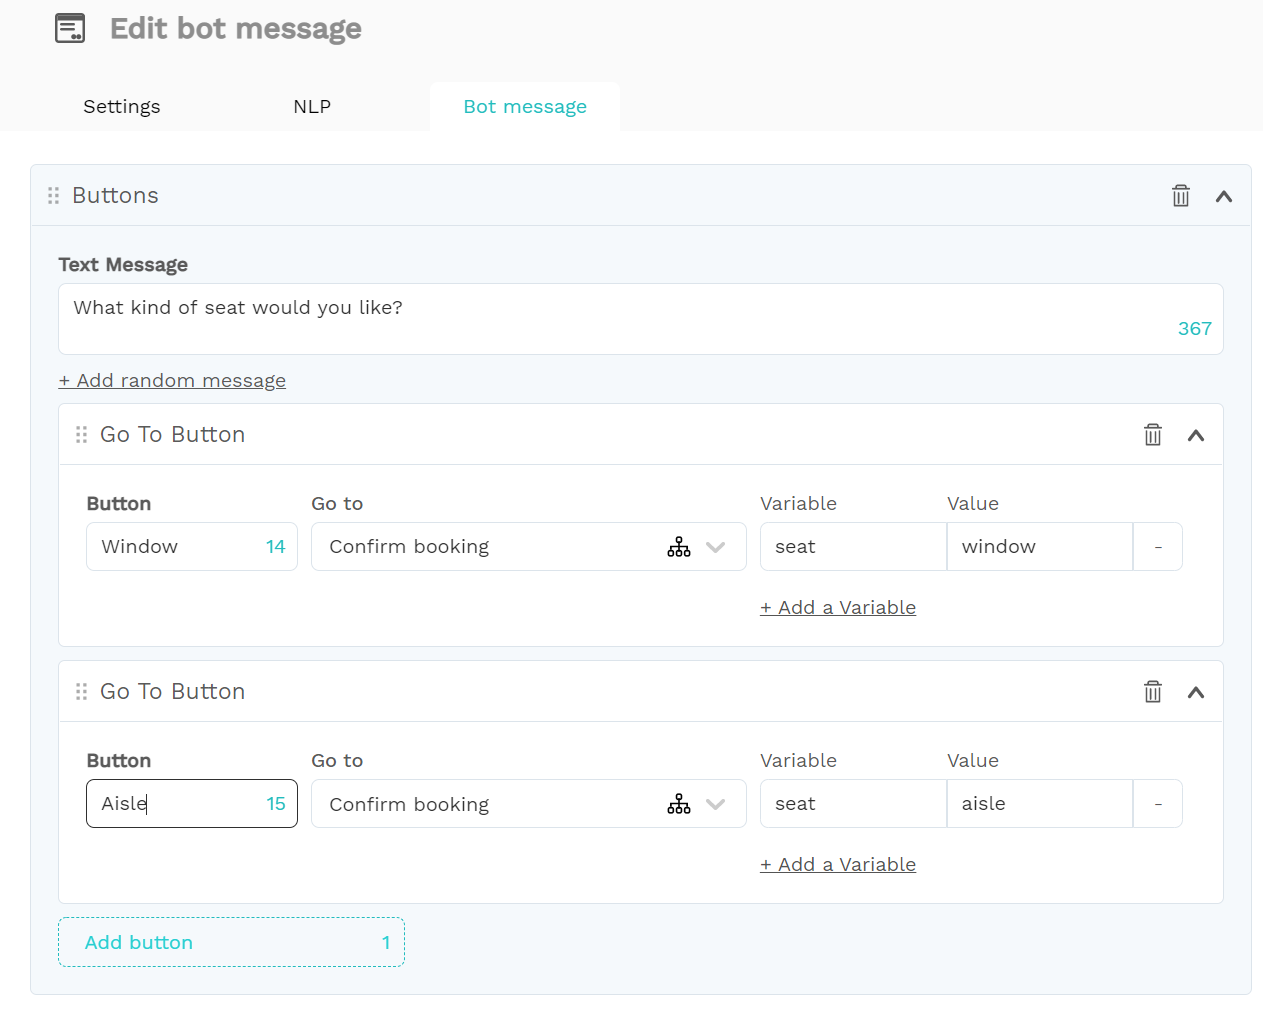 Edit bot message
Settings NLP Bot message
Buttons
Text Message
What kind of seat would you like?
367
+ Add random message
Go To Button
Button Go to Variable Value
Window 14 Confirm booking seat window -
+ Add a Variable
Go To Button
Button Go to Variable Value
Aisle 15 Confirm booking seat aisle -
+ Add a Variable
Add button 1